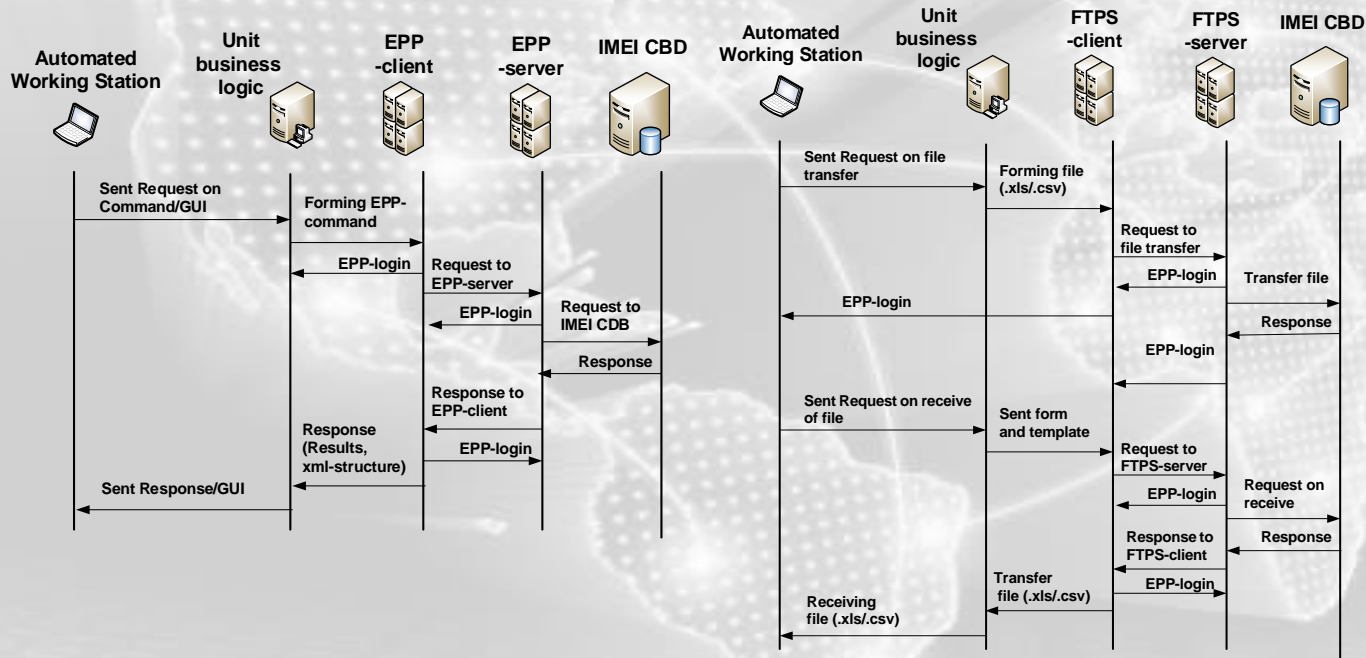 Automated
Working Station
Unit
business
logic
EPP
-client
EPP
-server
IMEI CBD
Sent Request on
Command/GUI
Forming EPP-
command
EPP-login
Request to
EPP-server
EPP-login
Request to
IMEI CDB
Response
Response to
EPP-client
Response
(Results,
xml-structure)
EPP-login
Sent Response/GUI
Automated
Working Station
Unit
business
logic
FTPS
-client
FTPS
-server
IMEI CBD
Sent Request on file
transfer
Forming file
(.xls/.csv)
Request to
file transfer
EPP-login
Transfer file
EPP-login
Response
EPP-login
Sent Request on receive
of file
Sent form
and template
Request to
FTPS-server
EPP-login
Request on
receive
Response
Response to
FTPS-client
EPP-login
Transfer
file (.xls/.csv)
Receiving
file (.xls/.csv)